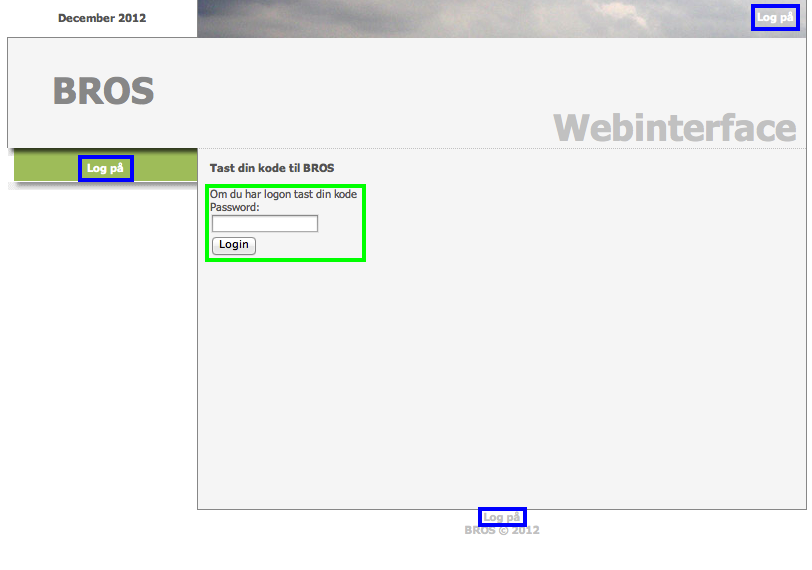 December 2012
Log på
BROS
Webinterface
Log på
Tast din kode til BROS
Om du har logon tast din kode
Password:
Login
Log på
BROS © 2012